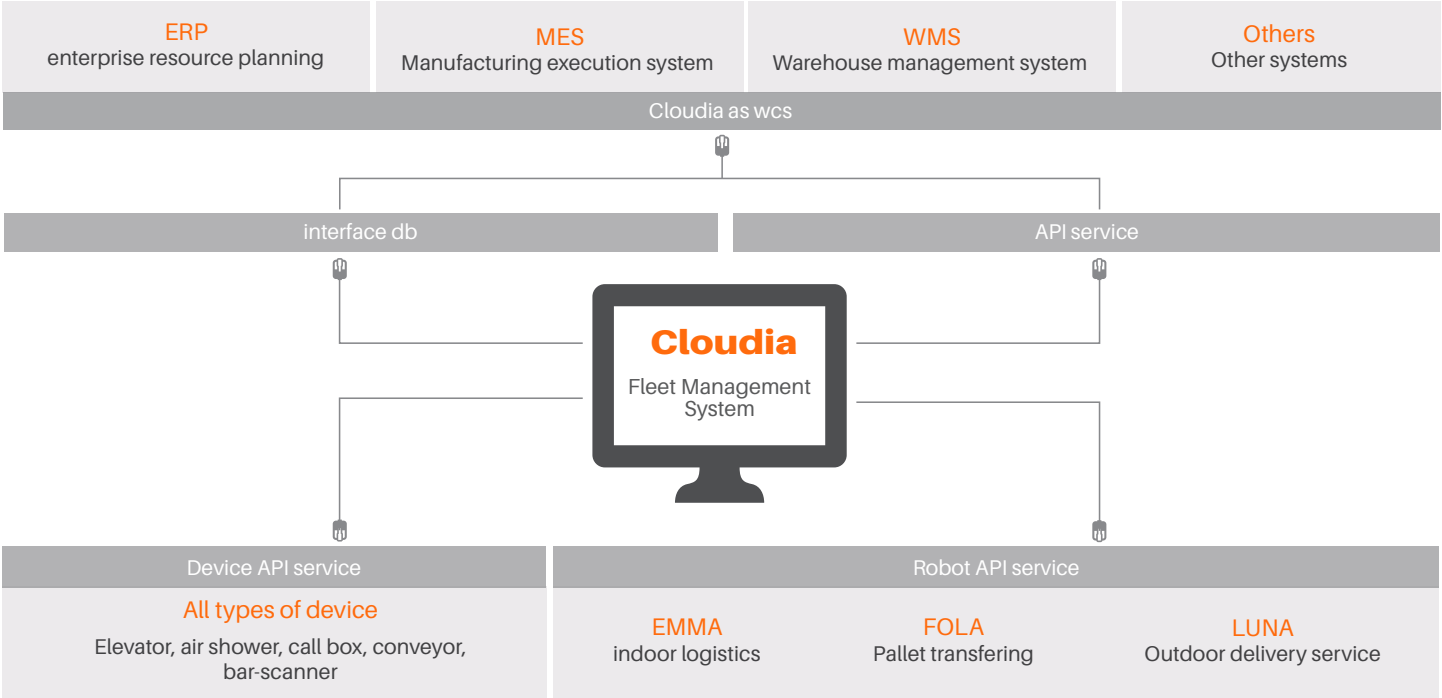 ERP
enterprise resource planning
MES
Manufacturing execution system
WMS
Warehouse management system
Others
Other systems
Cloudia as wcs
interface db
API service
Cloudia
Fleet Management
System
Device API service
All types of device
Elevator, air shower, call box, conveyor,
bar-scanner
Robot API service
EMMA
indoor logistics
FOLA
Pallet transfering
LUNA
Outdoor delivery service